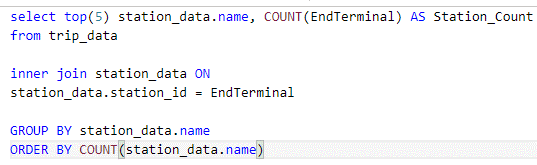 select top(5) station_data.name, COUNT(EndTerminal) AS Station_Count
from trip_data
inner join station_data ON
station_data.station_id = EndTerminal
GROUP BY station_data.name
ORDER BY COUNT(station_data.name)